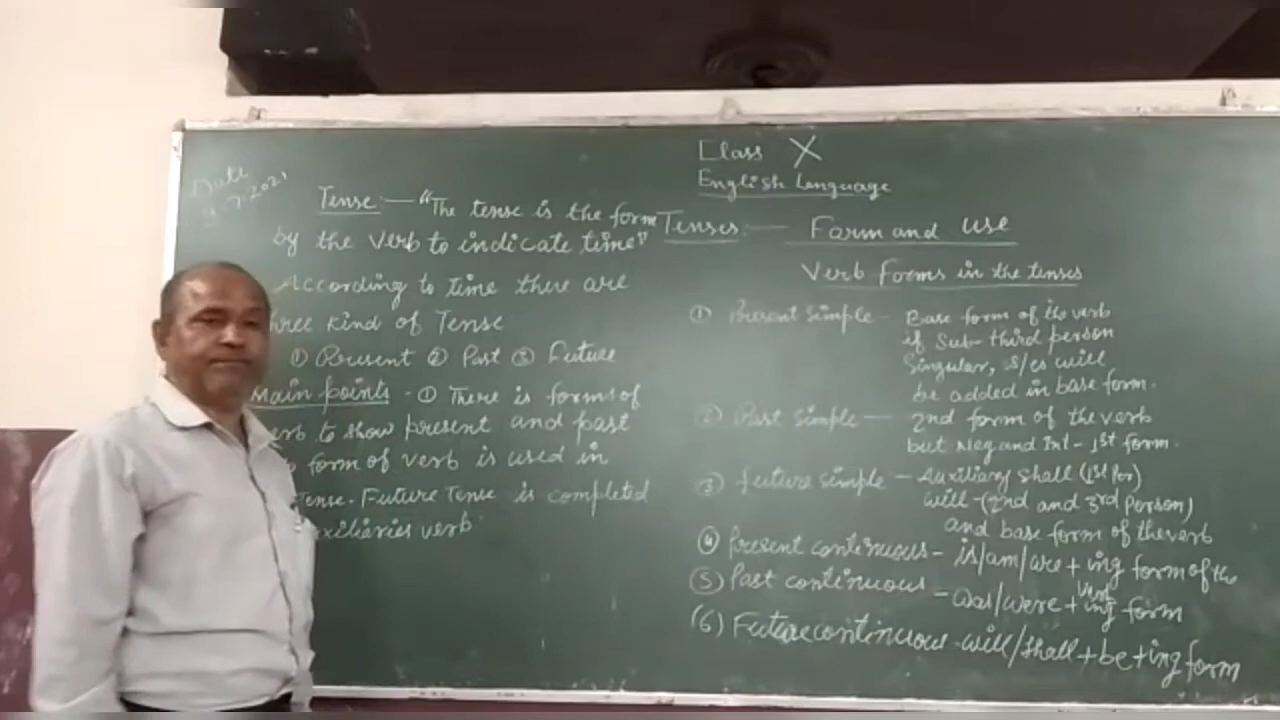 Class X
English Language
Date
7.2021
Tense:— "The tense is the form
by the verb to indicate time"
According to time there are
kind of Tense
① Present ② Past ③ Future
Main points - ① There is forms of
to show present and past
form of verb is used in
Tense. Future Tense is completed
verb
Tenses:— Form and use
Verb forms in the tenses
① Present simple - Base form of the verb
if Sub- third person
Singular, s/es will
be added in base form.
② Past simple — 2nd form of the verb
but Neg and Int - 1st form.
③ future simple - Auxiliary shall (1st Per)
will -(2nd and 3rd Person)
and base form of the verb
④ Present continuous - is/am/are + ing form of the
verb
⑤ Past continuous - was/were + ing form
(6) Future continuous - will/shall + be + ing form